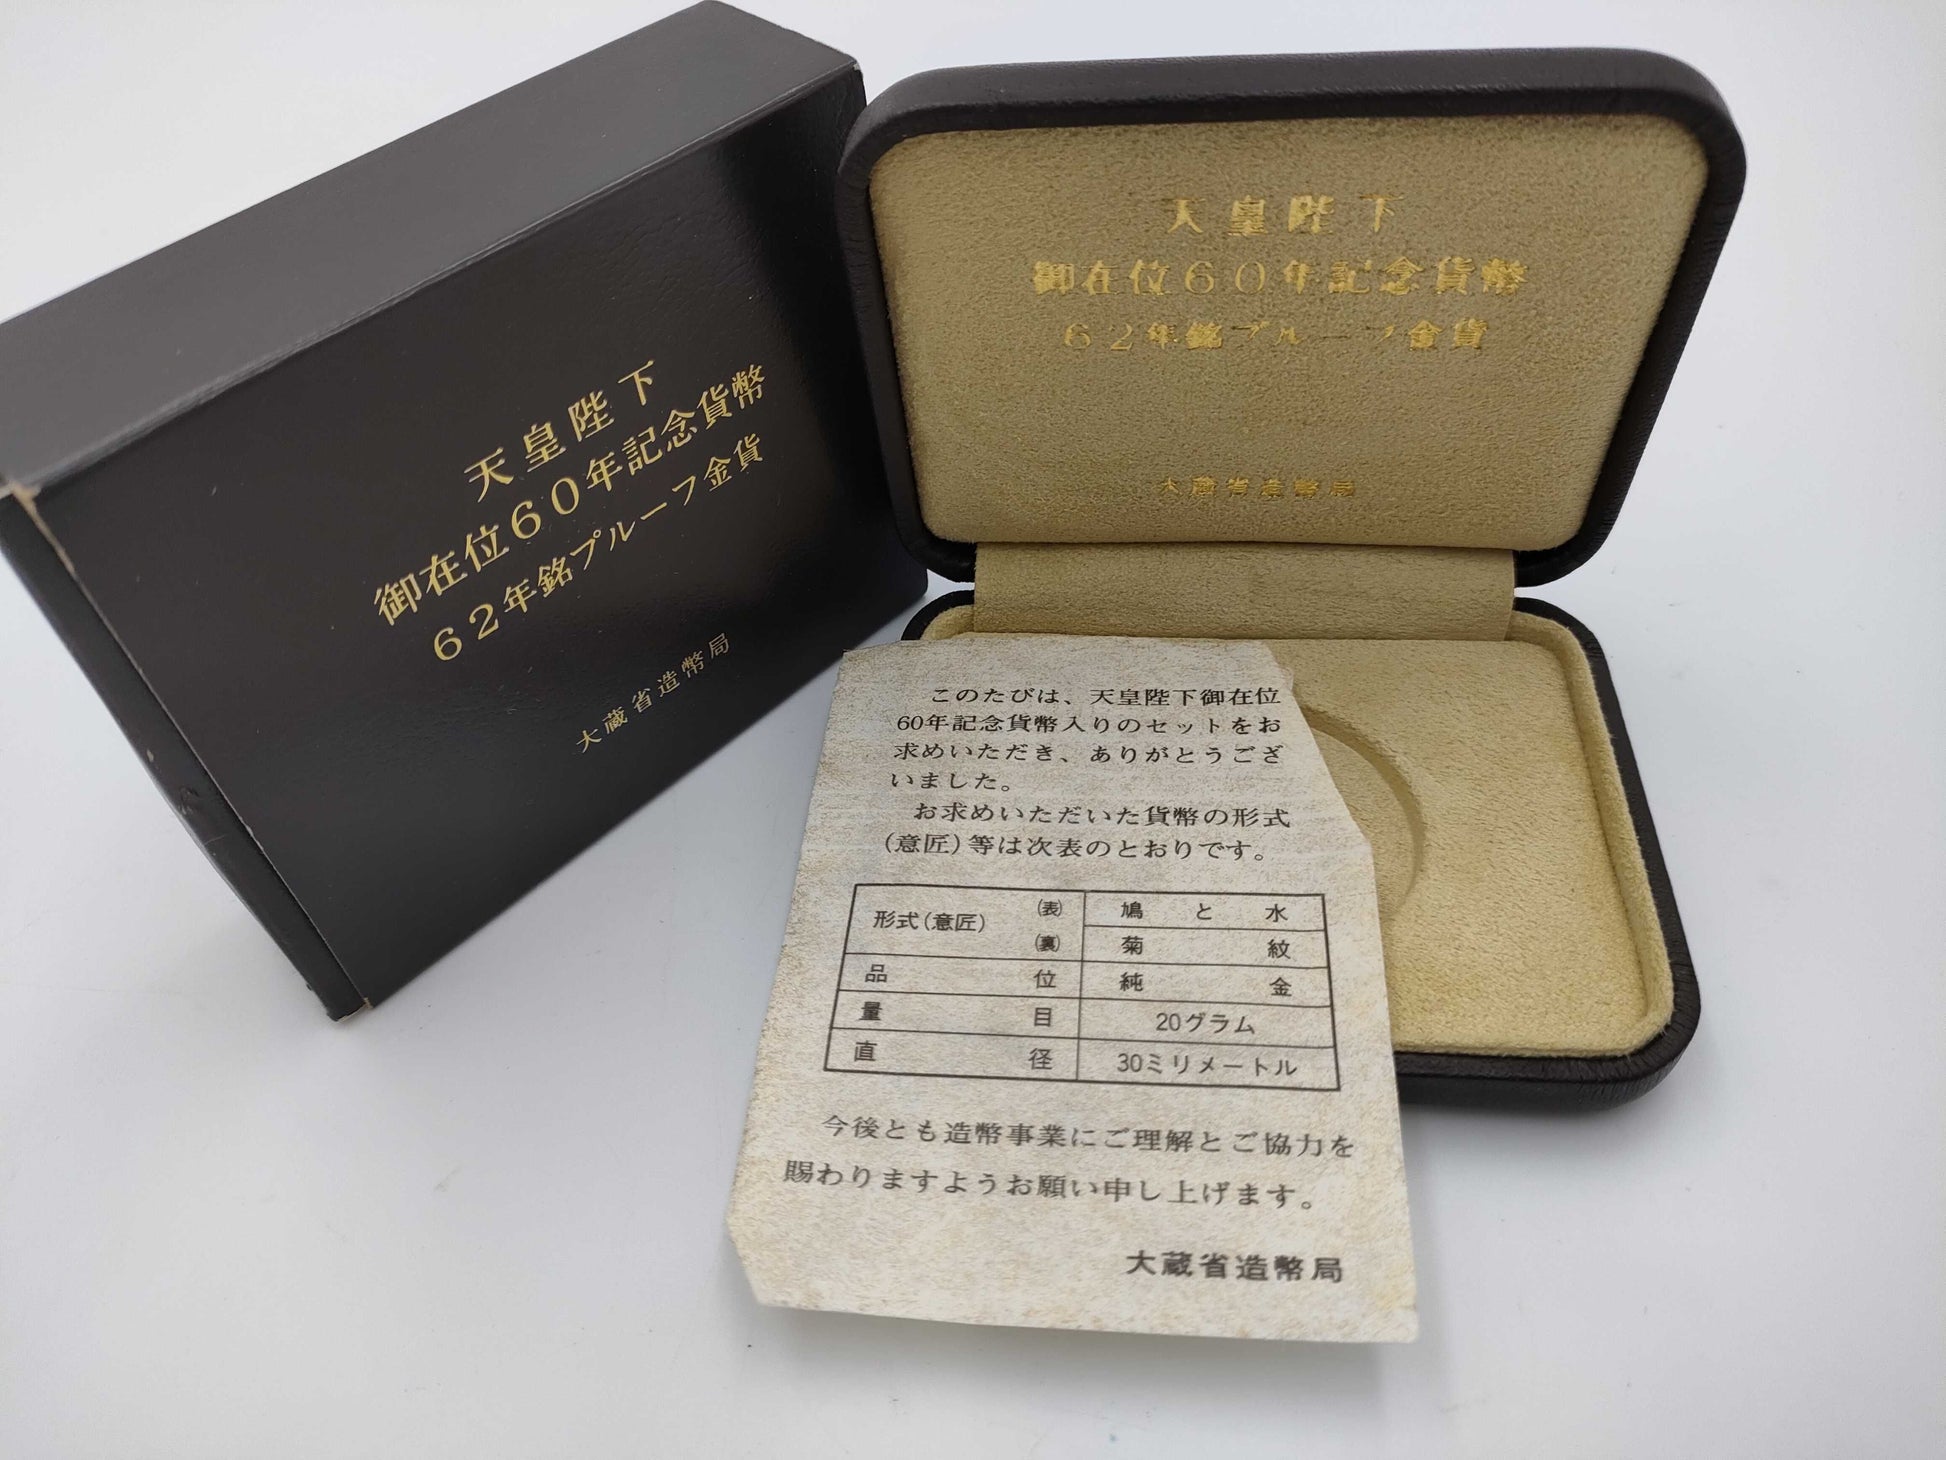 天皇陛下
御在位60年記念貨幣
62年銘プルーフ金貨
大蔵省造幣局
天皇陛下
御在位60年記念貨幣
62年銘プルーフ金貨
大蔵省造幣局
このたびは、天皇陛下御在位
60年記念貨幣入りのセットをお
求めいただき、ありがとうござ
いました。
お求めいただいた貨幣の形式
(意匠)等は次表のとおりです。
形式(意匠) (表) 鳩と水
(裏) 菊紋
品位 純金
量目 20グラム
直径 30ミリメートル
今後とも造幣事業にご理解とご協力を
賜わりますようお願い申し上げます。
大蔵省造幣局